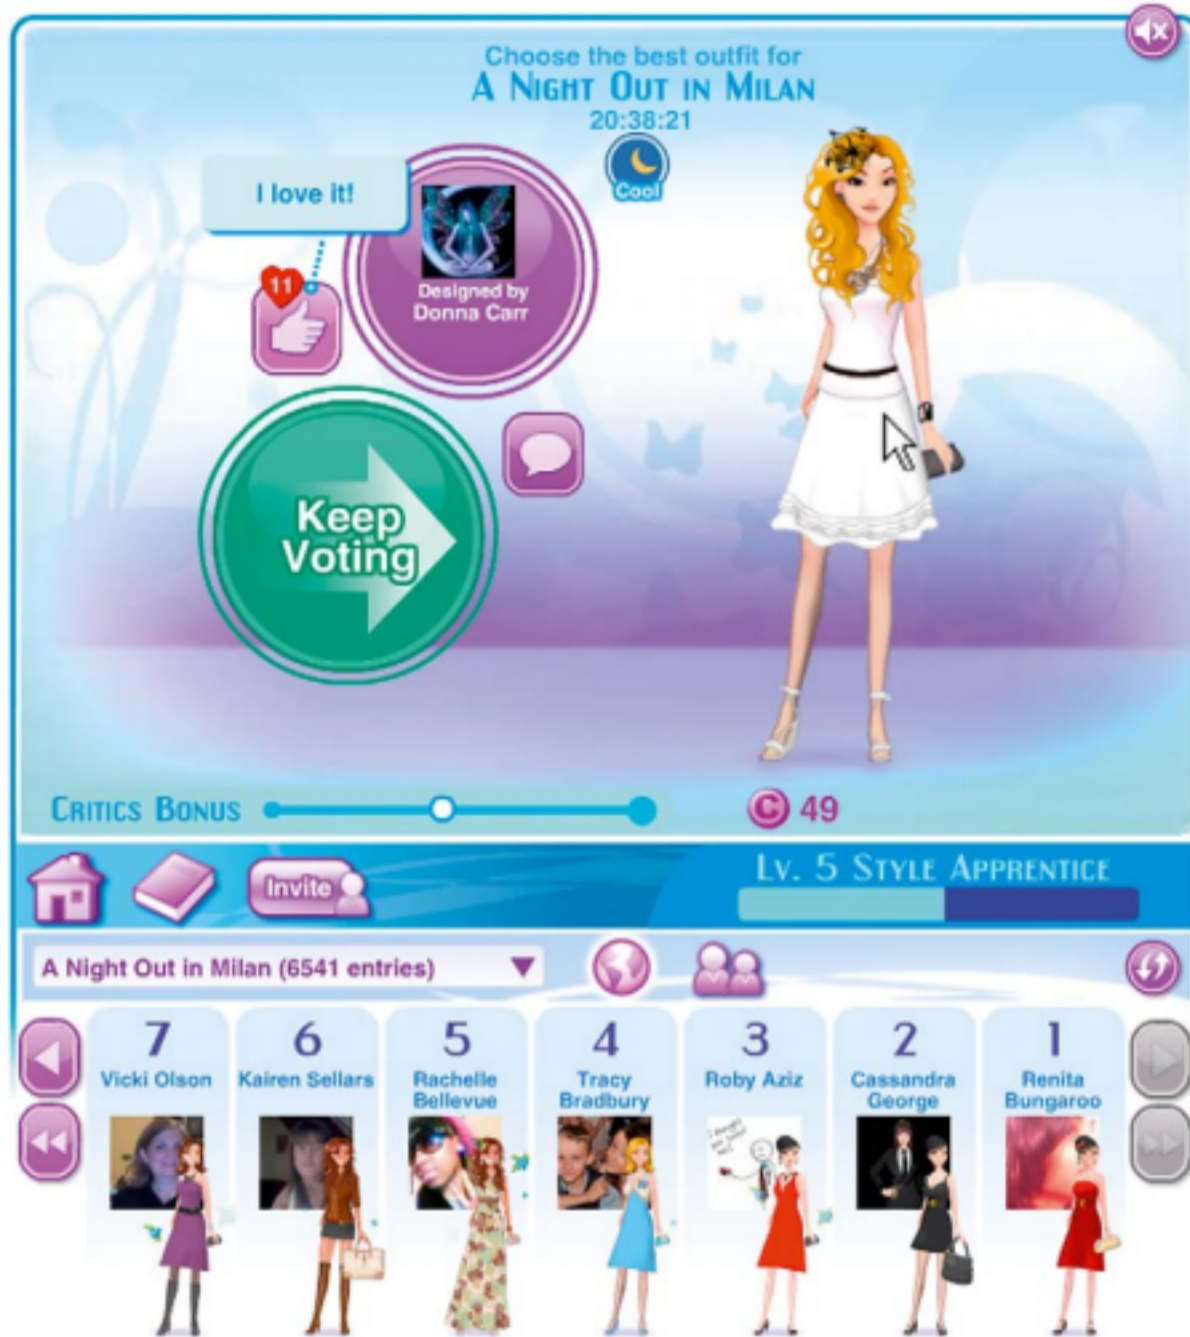 Choose the best outfit for
A Night Out in Milan
20:38:21
Cool
I love it!
11
Designed by
Donna Carr
Keep
Voting
Critics Bonus
C 49
Invite
Lv. 5 Style Apprentice
A Night Out in Milan (6541 entries)
7
Vicki Olson
6
Kairen Sellars
5
Rachelle
Bellevue
4
Tracy
Bradbury
3
Roby Aziz
2
Cassandra
George
1
Renita
Bungaroo